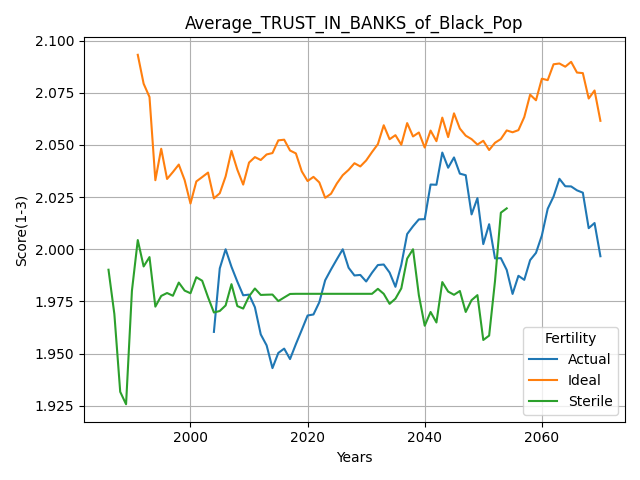 Average_TRUST_IN_BANKS_of_Black_Pop
2.100
2.075
2.050
2.025
2.000
1.975
1.950
1.925
Score(1-3)
2000 2020 2040 2060
Years
Fertility
Actual
Ideal
Sterile